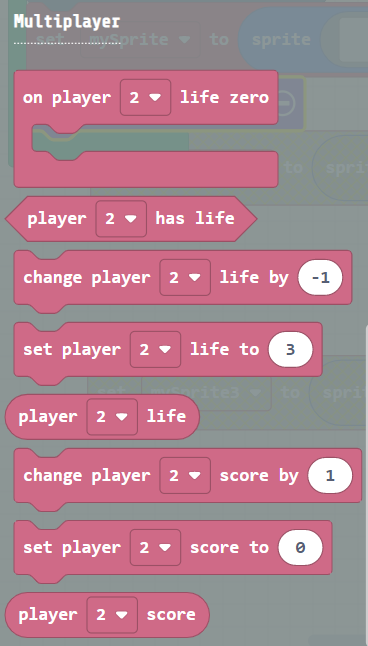 Multiplayer
set mySprite to sprite
on player 2 life zero
to sprit
player 2 has life
change player 2 life by -1
set player 2 life to 3
set mySprite3 to sprit
player 2 life
change player 2 score by 1
set player 2 score to 0
player 2 score